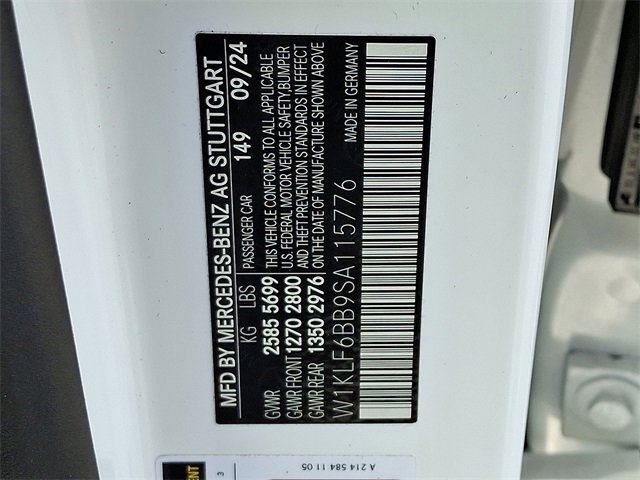 MFD BY MERCEDES-BENZ AG STUTTGART
KG LBS PASSENGER CAR 149 09/24
GVWR 2585 5699 THIS VEHICLE CONFORMS TO ALL APPLICABLE
GAWR FRONT 1270 2800 U.S. FEDERAL MOTOR VEHICLE SAFETY,BUMPER
AND THEFT PREVENTION STANDARDS IN EFFECT
GAWR REAR 1350 2976 ON THE DATE OF MANUFACTURE SHOWN ABOVE
W1KLF6BB9SA115776 MADE IN GERMANY
A 214 584 11 05
3